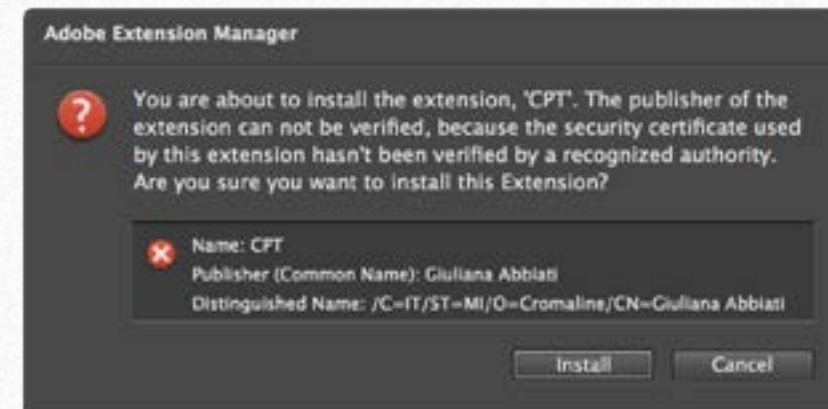 Adobe Extension Manager
You are about to install the extension, 'CPT'. The publisher of the
extension can not be verified, because the security certificate used
by this extension hasn't been verified by a recognized authority.
Are you sure you want to install this Extension?
Name: CPT
Publisher (Common Name): Giuliana Abbiati
Distinguished Name: /C=IT/ST=MI/O=Cromaline/CN=Giuliana Abbiati
Install Cancel